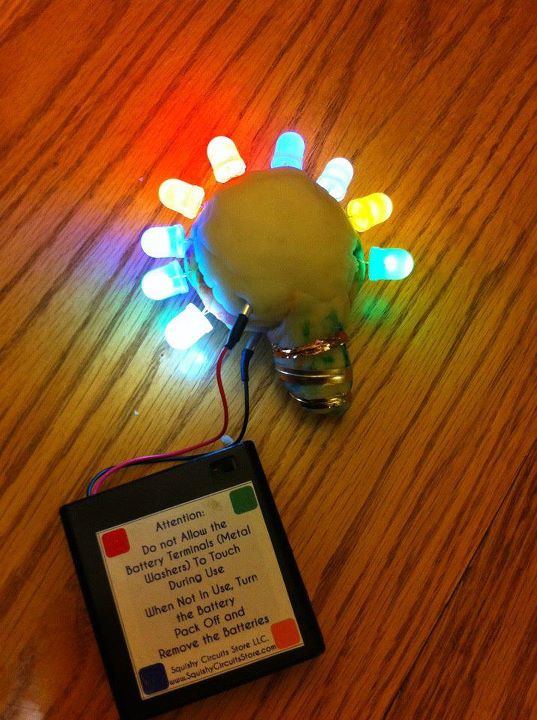 Attention:
Do not Allow the
Battery Terminals (Metal
Washers) To Touch
During Use
When Not In Use, Turn
the Battery
Pack Off and
Remove the Batteries
Squishy Circuits Store LLC.
www.SquishyCircuitsStore.com